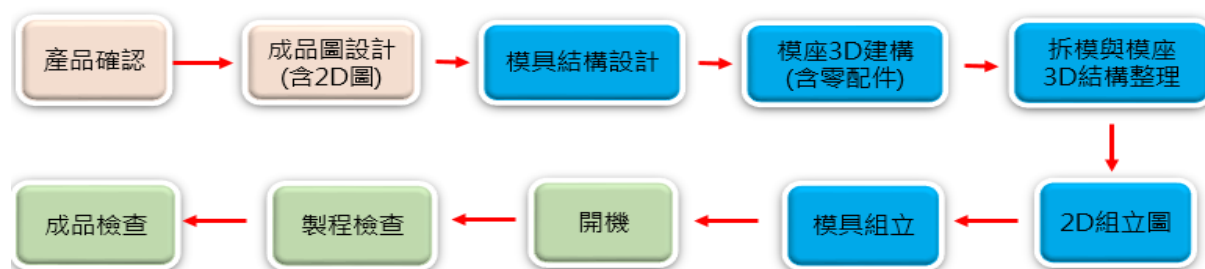 產品確認
成品圖設計
(含2D圖)
模具結構設計
模座3D建構
(含零配件)
拆模與模座
3D結構整理
2D組立圖
模具組立
開機
製程檢查
成品檢查